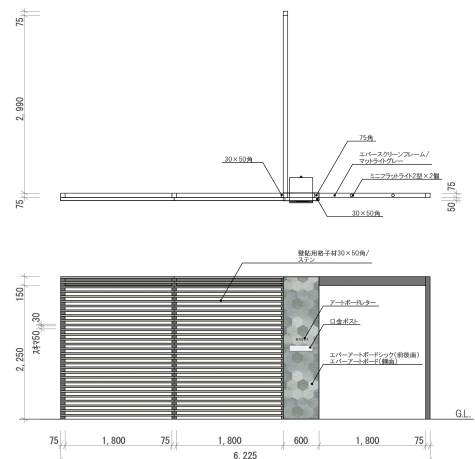 75
2,990
75
75角
エバースクリーンフレーム/
マットライトグレー
30×50角
ミニフラットライト2型×2個
30×50角
75
50
壁貼用格子材30×50角/
ステン
150
アートボードレター
30
スキマ50
口金ポスト
2,250
エバーアートボードシック(前後面)
エバーアートボード(側面)
G.L.
75
1,800
75
1,800
600
1,800
75
6,225